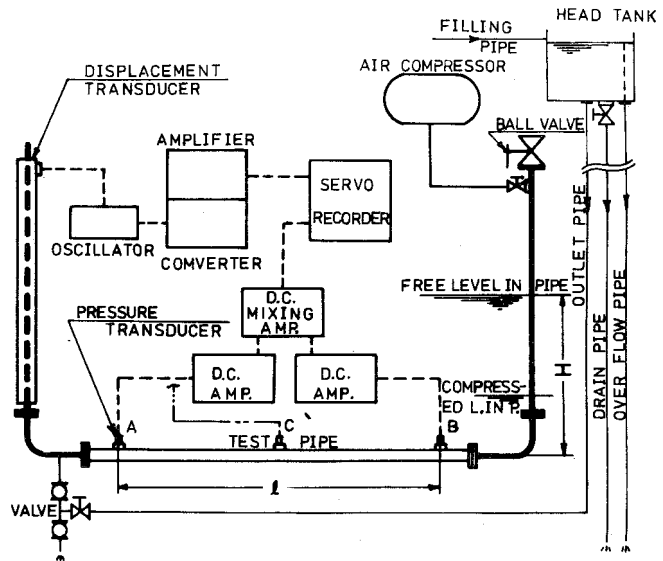 HEAD TANK
FILLING
PIPE
AIR COMPRESSOR
DISPLACEMENT
TRANSDUCER
BALL VALVE
AMPLIFIER
SERVO
RECORDER
OSCILLATOR
COMVERTER
OUTLET PIPE
DRAIN PIPE
OVER FLOW PIPE
FREE LEVEL IN PIPE
PRESSURE
TRANSDUCER
D.C.
MIXING
AMP.
H
D.C.
AMP.
D.C.
AMP.
COMPRESS-
ED L. IN P.
A
C
B
TEST PIPE
l
VALVE